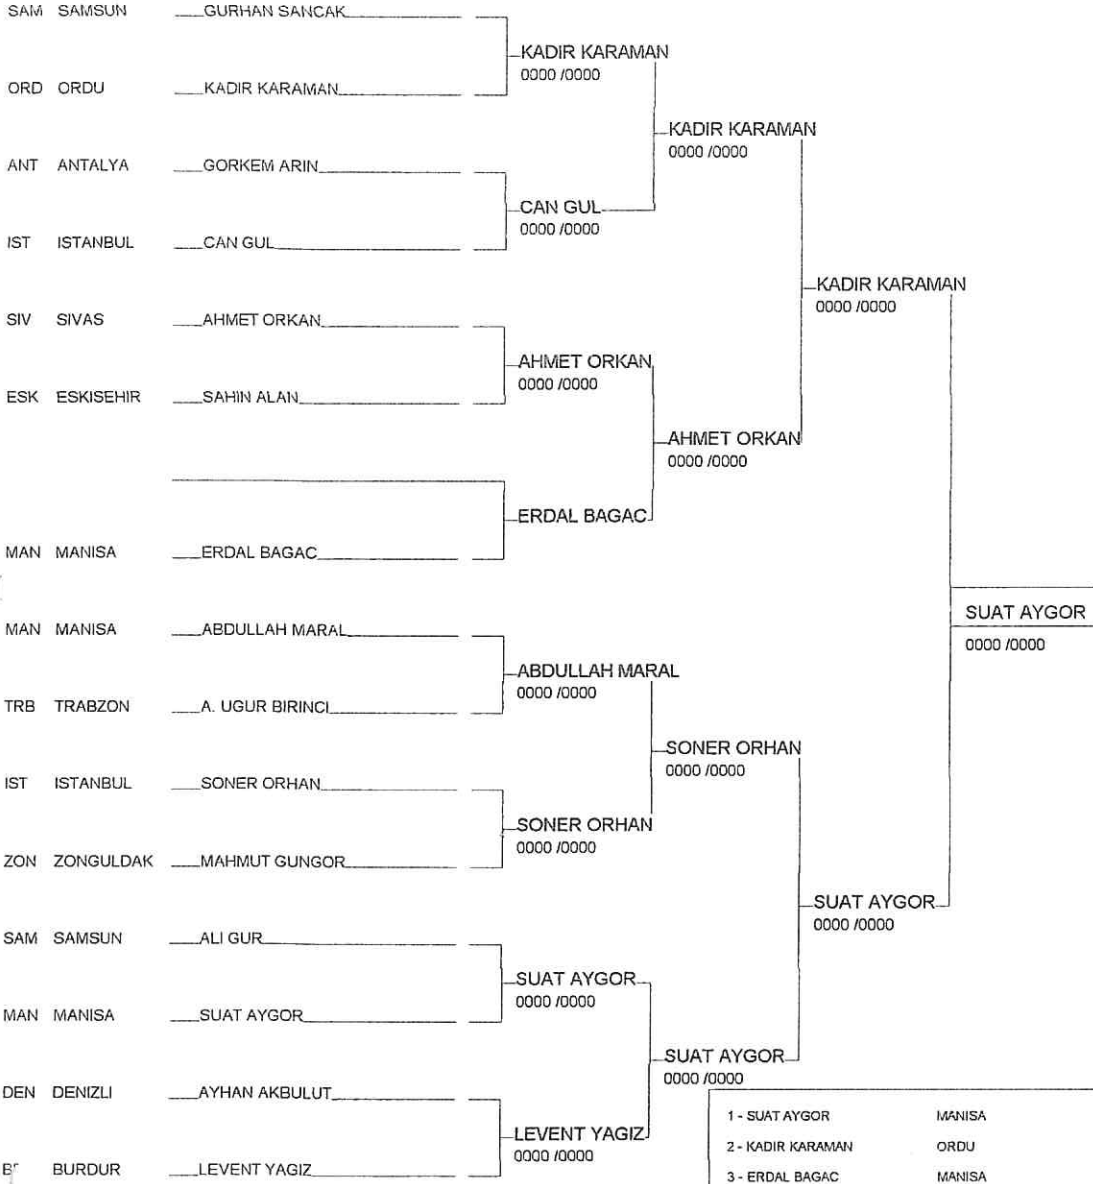 SAM SAMSUN GURHAN SANCAK
KADIR KARAMAN
0000 /0000
ORD ORDU KADIR KARAMAN
KADIR KARAMAN
0000 /0000
ANT ANTALYA GORKEM ARIN
CAN GUL
0000 /0000
IST ISTANBUL CAN GUL
KADIR KARAMAN
0000 /0000
SIV SIVAS AHMET ORKAN
AHMET ORKAN
0000 /0000
ESK ESKISEHIR SAHIN ALAN
AHMET ORKAN
0000 /0000
ERDAL BAGAC
MAN MANISA ERDAL BAGAC
SUAT AYGOR
0000 /0000
MAN MANISA ABDULLAH MARAL
ABDULLAH MARAL
0000 /0000
TRB TRABZON A. UGUR BIRINCI
SONER ORHAN
0000 /0000
IST ISTANBUL SONER ORHAN
SONER ORHAN
0000 /0000
ZON ZONGULDAK MAHMUT GUNGOR
SUAT AYGOR
0000 /0000
SAM SAMSUN ALI GUR
SUAT AYGOR
0000 /0000
MAN MANISA SUAT AYGOR
SUAT AYGOR
0000 /0000
DEN DENIZLI AYHAN AKBULUT
LEVENT YAGIZ
0000 /0000
BURDUR LEVENT YAGIZ
1 - SUAT AYGOR MANISA
2 - KADIR KARAMAN ORDU
3 - ERDAL BAGAC MANISA